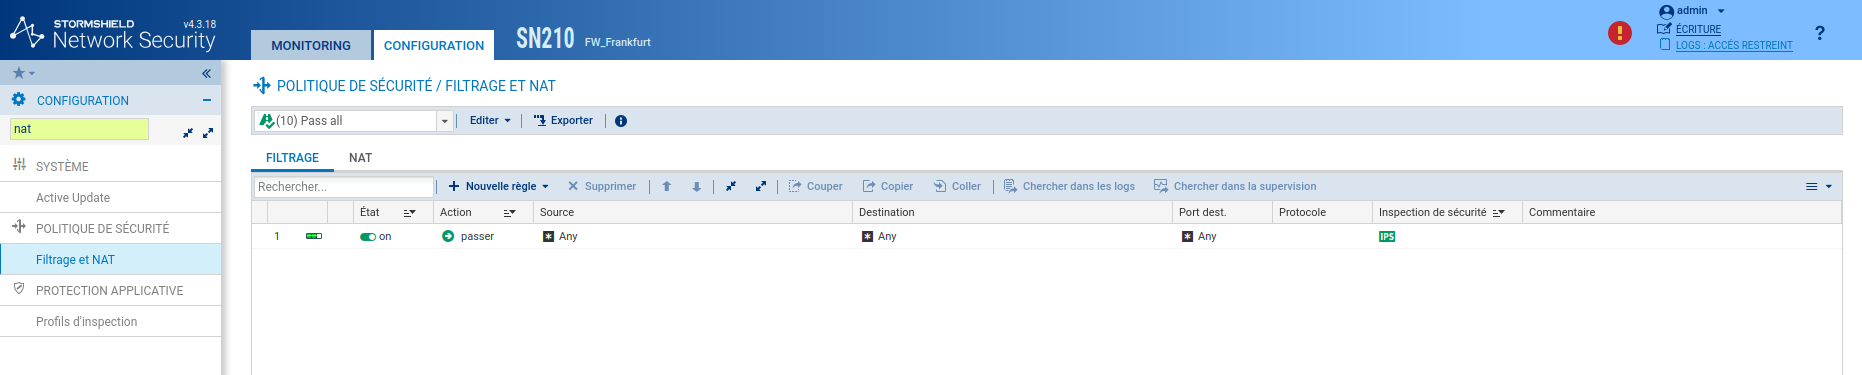 STORMSHIELD
v4.3.18
Network Security
MONITORING
CONFIGURATION
SN210
FW_Frankfurt
admin
ÉCRITURE
LOGS : ACCÉS RESTREINT
?
CONFIGURATION
nat
SYSTÈME
Active Update
POLITIQUE DE SÉCURITÉ
Filtrage et NAT
PROTECTION APPLICATIVE
Profils d'inspection
POLITIQUE DE SÉCURITÉ / FILTRAGE ET NAT
(10) Pass all
Editer
Exporter
FILTRAGE
NAT
Rechercher...
Nouvelle règle
Supprimer
Couper
Copier
Coller
Chercher dans les logs
Chercher dans la supervision
État
Action
Source
Destination
Port dest.
Protocole
Inspection de sécurité
Commentaire
1
on
passer
Any
Any
Any
IPS